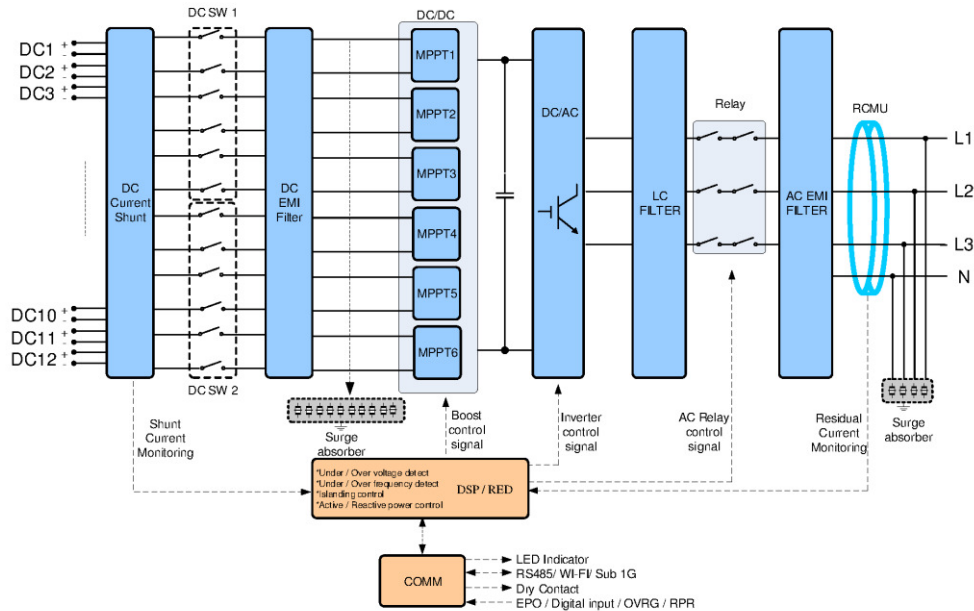 DC SW 1
DC/DC
DC1 + -
DC2 + -
DC3 + -
DC10 + -
DC11 + -
DC12 + -
DC
Current
Shunt
DC SW 2
DC
EMI
Filter
MPPT1
MPPT2
MPPT3
MPPT4
MPPT5
MPPT6
DC/AC
LC
FILTER
Relay
AC EMI
FILTER
RCMU
L1
L2
L3
N
Shunt
Current
Monitoring
Surge
absorber
Boost
control
signal
Inverter
control
signal
AC Relay
control
signal
Residual
Current
Monitoring
Surge
absorber
*Under / Over voltage detect
*Under / Over frequency detect
*Islanding control
*Active / Reactive power control
DSP / RED
COMM
LED Indicator
RS485/ WI-FI/ Sub 1G
Dry Contact
EPO / Digital input / OVRG / RPR